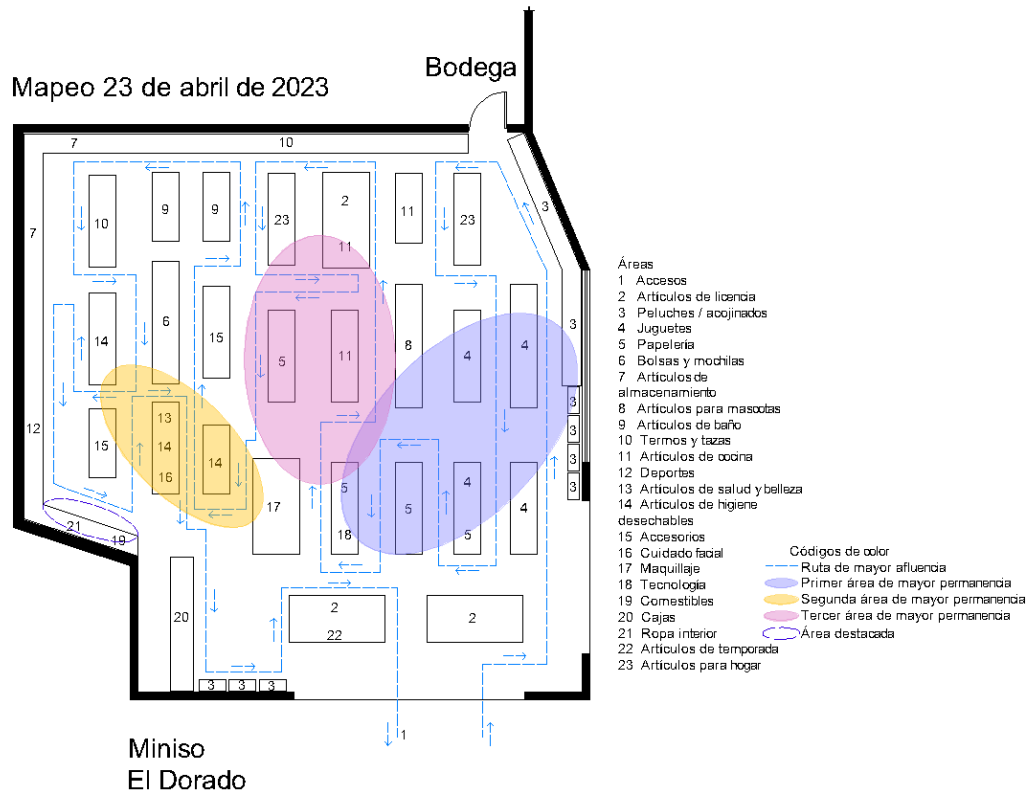 Bodega
Mapeo 23 de abril de 2023
7
10
10
9
9
23
2
11
11
23
3
7
14
6
15
5
11
8
4
4
3
3
3
3
3
12
15
13
14
16
14
17
5
18
5
4
5
4
21
19
20
2
22
2
3
3
3
1
Miniso
El Dorado
Áreas
1 Accesos
2 Artículos de licencia
3 Peluches / acojinados
4 Juguetes
5 Papelería
6 Bolsas y mochilas
7 Artículos de
almacenamiento
8 Artículos para mascotas
9 Artículos de baño
10 Termos y tazas
11 Artículos de cocina
12 Deportes
13 Artículos de salud y belleza
14 Artículos de higiene
desechables
15 Accesorios
16 Cuidado facial
17 Maquillaje
18 Tecnología
19 Comestibles
20 Cajas
21 Ropa interior
22 Artículos de temporada
23 Artículos para hogar
Códigos de color
Ruta de mayor afluencia
Primer área de mayor permanencia
Segunda área de mayor permanencia
Tercer área de mayor permanencia
Área destacada